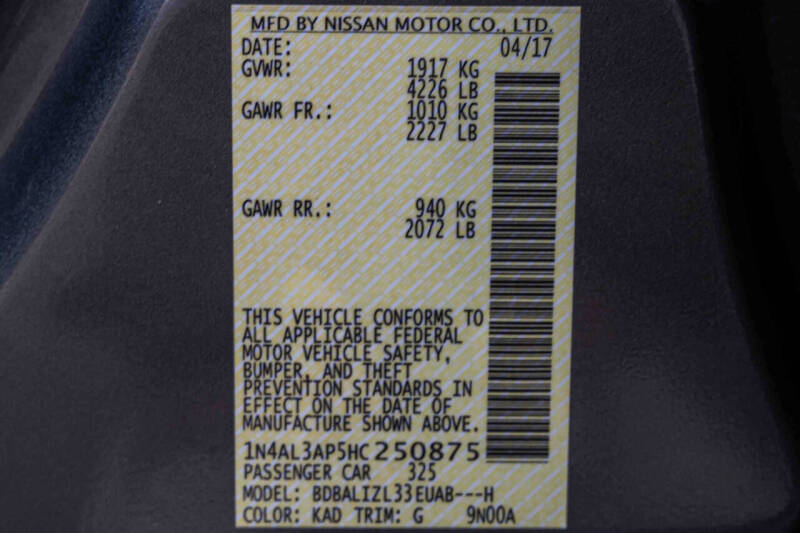 MFD BY NISSAN MOTOR CO., LTD.
DATE: 04/17
GVWR: 1917 KG
4226 LB
GAWR FR.: 1010 KG
2227 LB
GAWR RR.: 940 KG
2072 LB
THIS VEHICLE CONFORMS TO
ALL APPLICABLE FEDERAL
MOTOR VEHICLE SAFETY,
BUMPER, AND THEFT
PREVENTION STANDARDS IN
EFFECT ON THE DATE OF
MANUFACTURE SHOWN ABOVE.
1N4AL3AP5HC250875
PASSENGER CAR 325
MODEL: BDBALIZL33EUAB---H
COLOR: KAD TRIM: G 9N00A